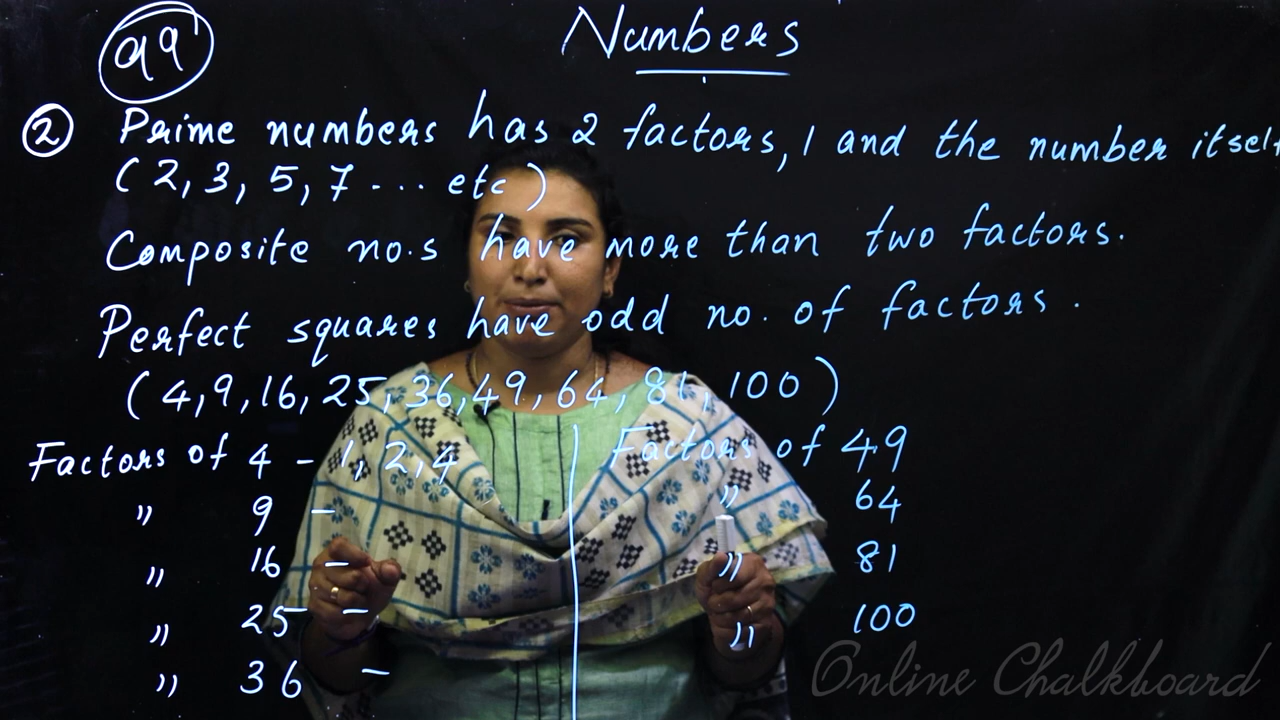 99
Numbers
② Prime numbers has 2 factors, 1 and the number itself
(2, 3, 5, 7 ... etc)
Composite no.s have more than two factors.
Perfect squares have odd no. of factors.
(4, 9, 16, 25, 36, 49, 64, 81, 100)
Factors of 4 - 1, 2, 4
" 9 -
" 16 -
" 25 -
" 36 -
Factors of 49
" 64
" 81
" 100
Online Chalkboard